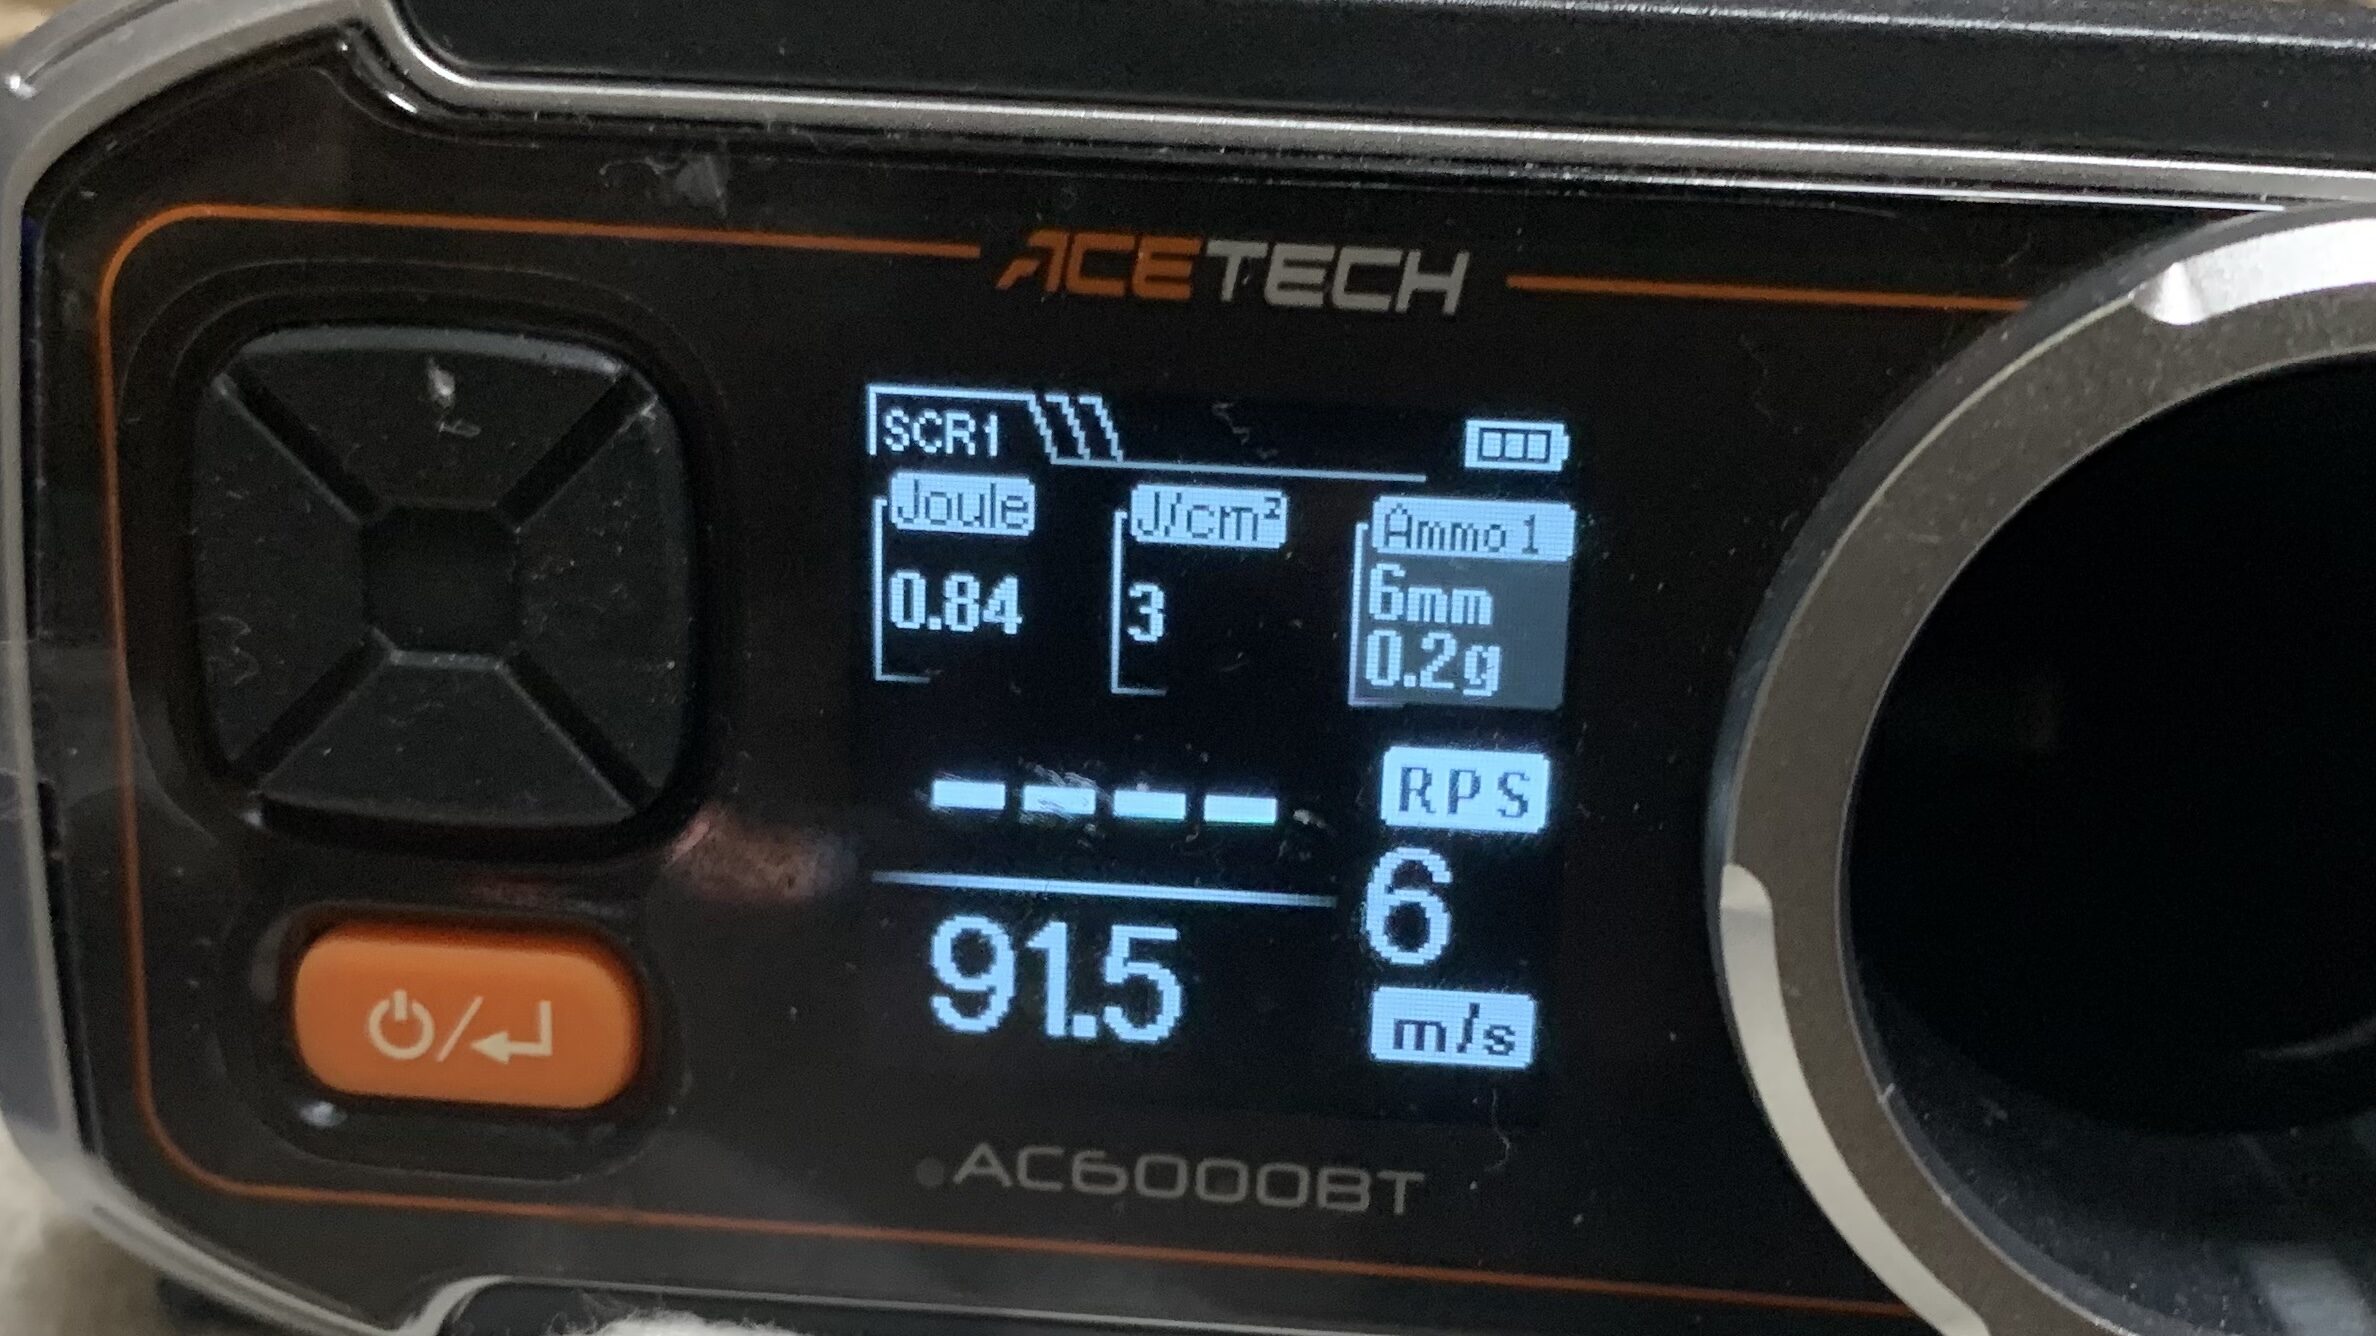 ACETECH
SCR1
Joule
0.84
J/cm²
3
Ammo 1
6mm
0.2g
----
RPS
6
91.5
m/s
AC6000BT